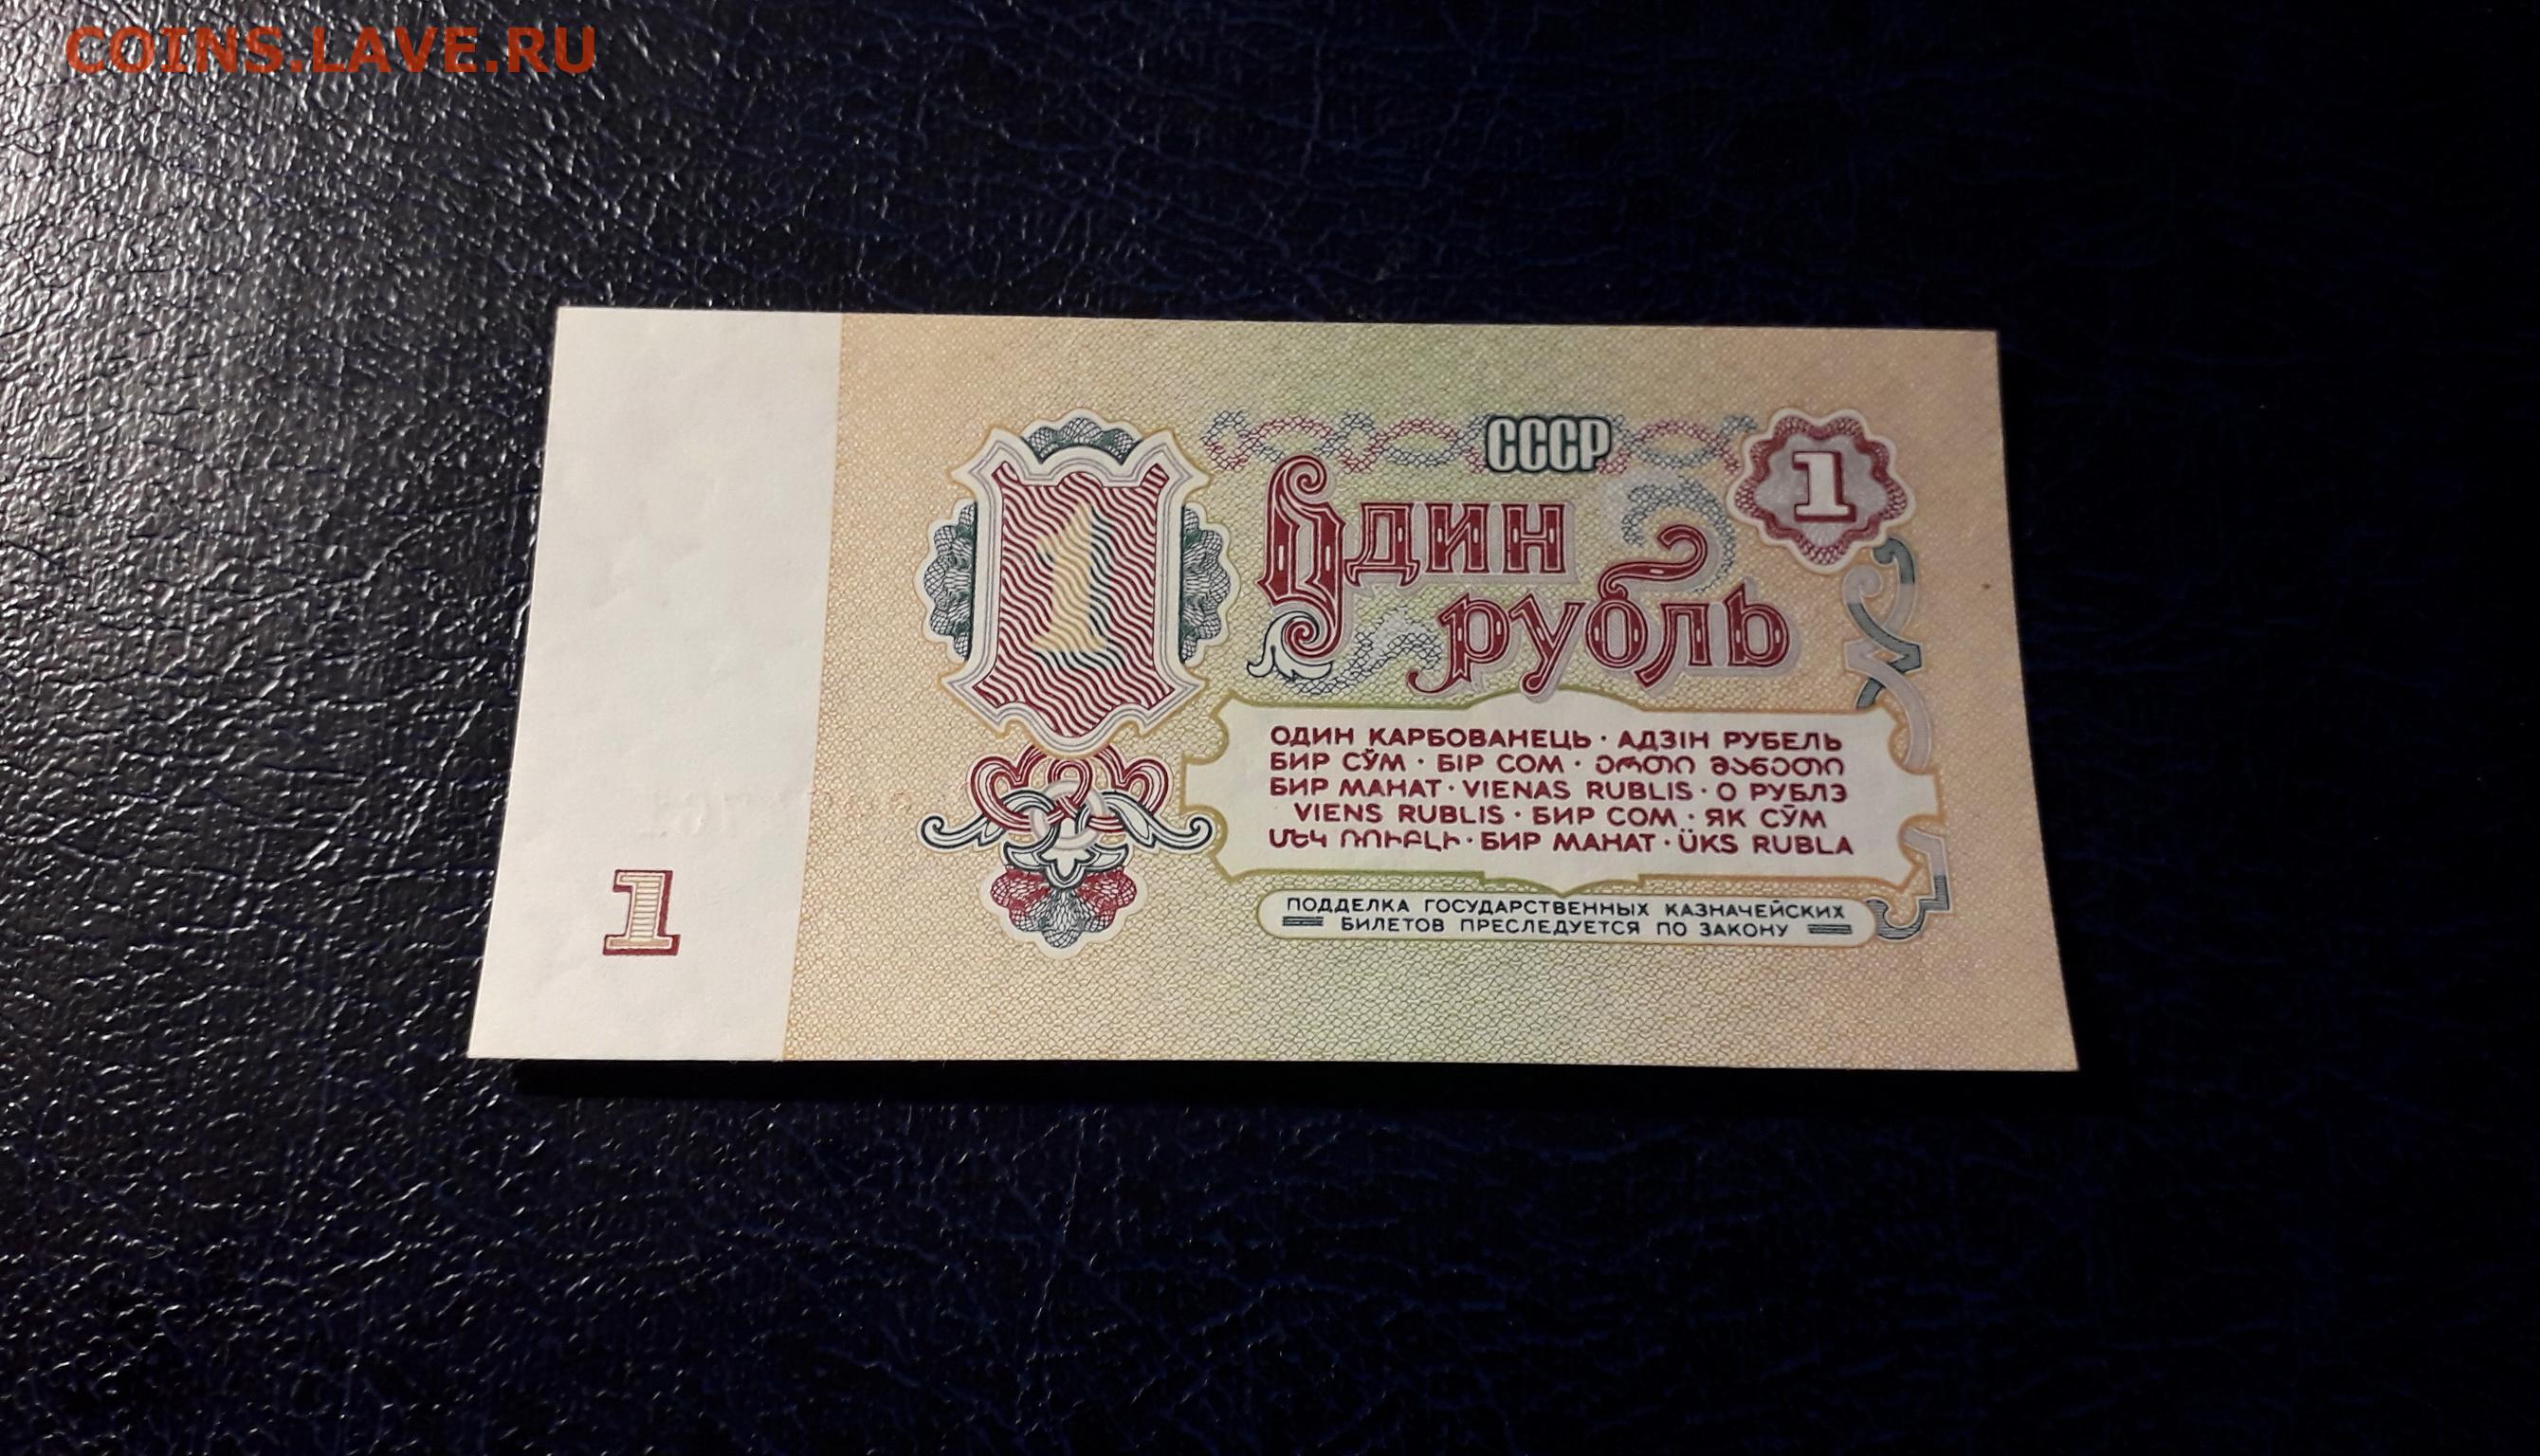 COINS.LAVE.RU
СССР
1
1
Один
рубль
ОДИН КАРБОВАНЕЦЬ · АДЗІН РУБЕЛЬ
БИР СЎМ · БІР СОМ · ერთი მანეთი
БИР МАНАТ · VIENAS RUBLIS · О РУБЛЭ
VIENS RUBLIS · БИР СОМ · ЯК СӮМ
ՄԵԿ ՌՈՒԲԼԻ · БИР МАНАТ · ÜKS RUBLA
1
ПОДДЕЛКА ГОСУДАРСТВЕННЫХ КАЗНАЧЕЙСКИХ
БИЛЕТОВ ПРЕСЛЕДУЕТСЯ ПО ЗАКОНУ